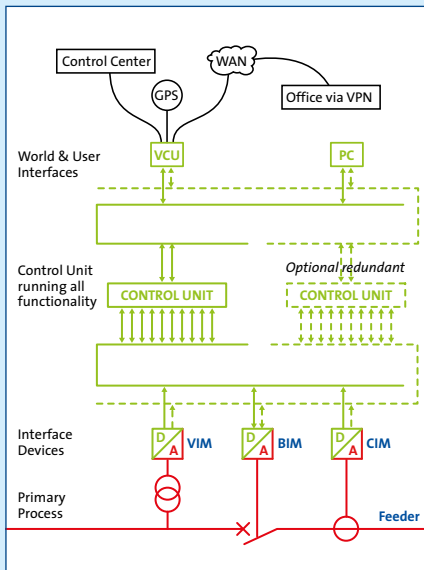 Control Center
WAN
GPS
Office via VPN
World & User
Interfaces
VCU
PC
Control Unit
running all
functionality
Optional redundant
CONTROL UNIT
CONTROL UNIT
Interface
Devices
D
A
VIM
D
A
BIM
D
A
CIM
Primary
Process
Feeder